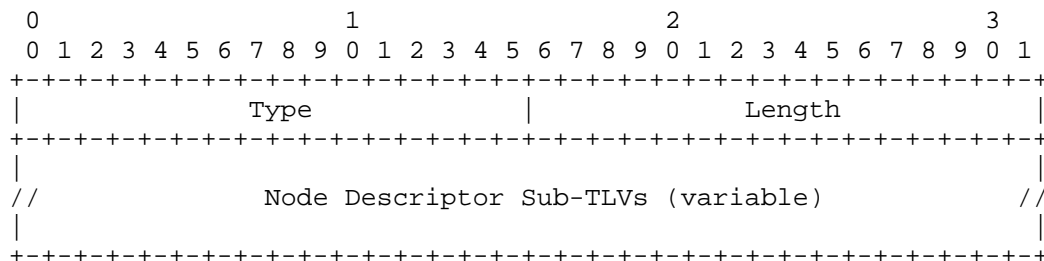 0                   1                   2                   3
 0 1 2 3 4 5 6 7 8 9 0 1 2 3 4 5 6 7 8 9 0 1 2 3 4 5 6 7 8 9 0 1
+-+-+-+-+-+-+-+-+-+-+-+-+-+-+-+-+-+-+-+-+-+-+-+-+-+-+-+-+-+-+-+-+
|              Type             |             Length            |
+-+-+-+-+-+-+-+-+-+-+-+-+-+-+-+-+-+-+-+-+-+-+-+-+-+-+-+-+-+-+-+-+
|                                                               |
//              Node Descriptor Sub-TLVs (variable)            //
|                                                               |
+-+-+-+-+-+-+-+-+-+-+-+-+-+-+-+-+-+-+-+-+-+-+-+-+-+-+-+-+-+-+-+-+